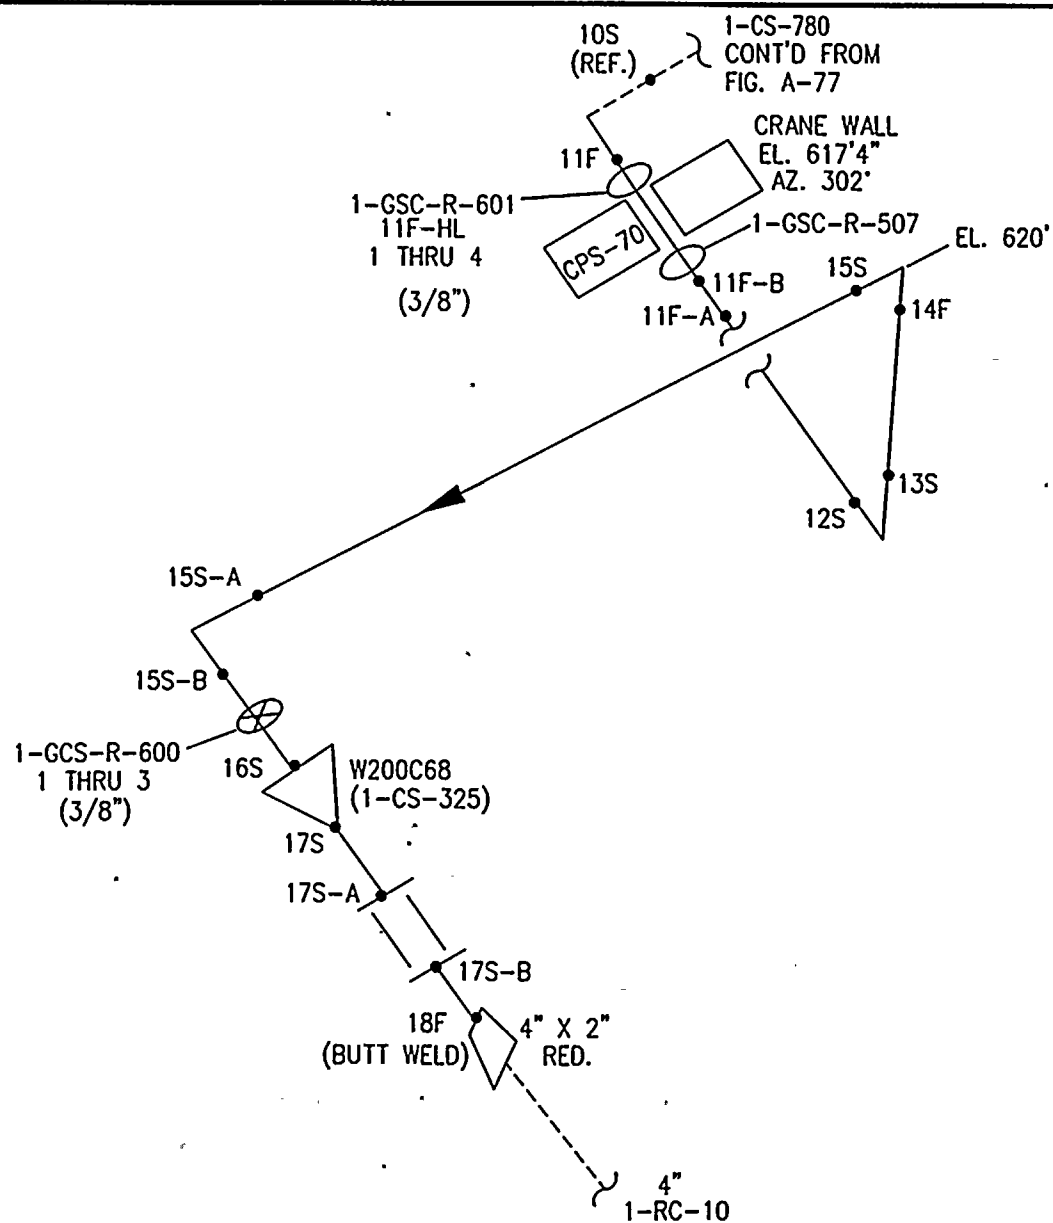 10S
(REF.)
1-CS-780
CONT'D FROM
FIG. A-77
CRANE WALL
EL. 617'4"
AZ. 302°
11F
1-GSC-R-601
11F-HL
1 THRU 4
(3/8")
CPS-70
1-GSC-R-507
EL. 620'
15S
11F-B
11F-A
14F
13S
12S
15S-A
15S-B
1-GCS-R-600
1 THRU 3
(3/8")
16S
W200C68
(1-CS-325)
17S
17S-A
17S-B
18F
(BUTT WELD)
4" X 2"
RED.
4"
1-RC-10